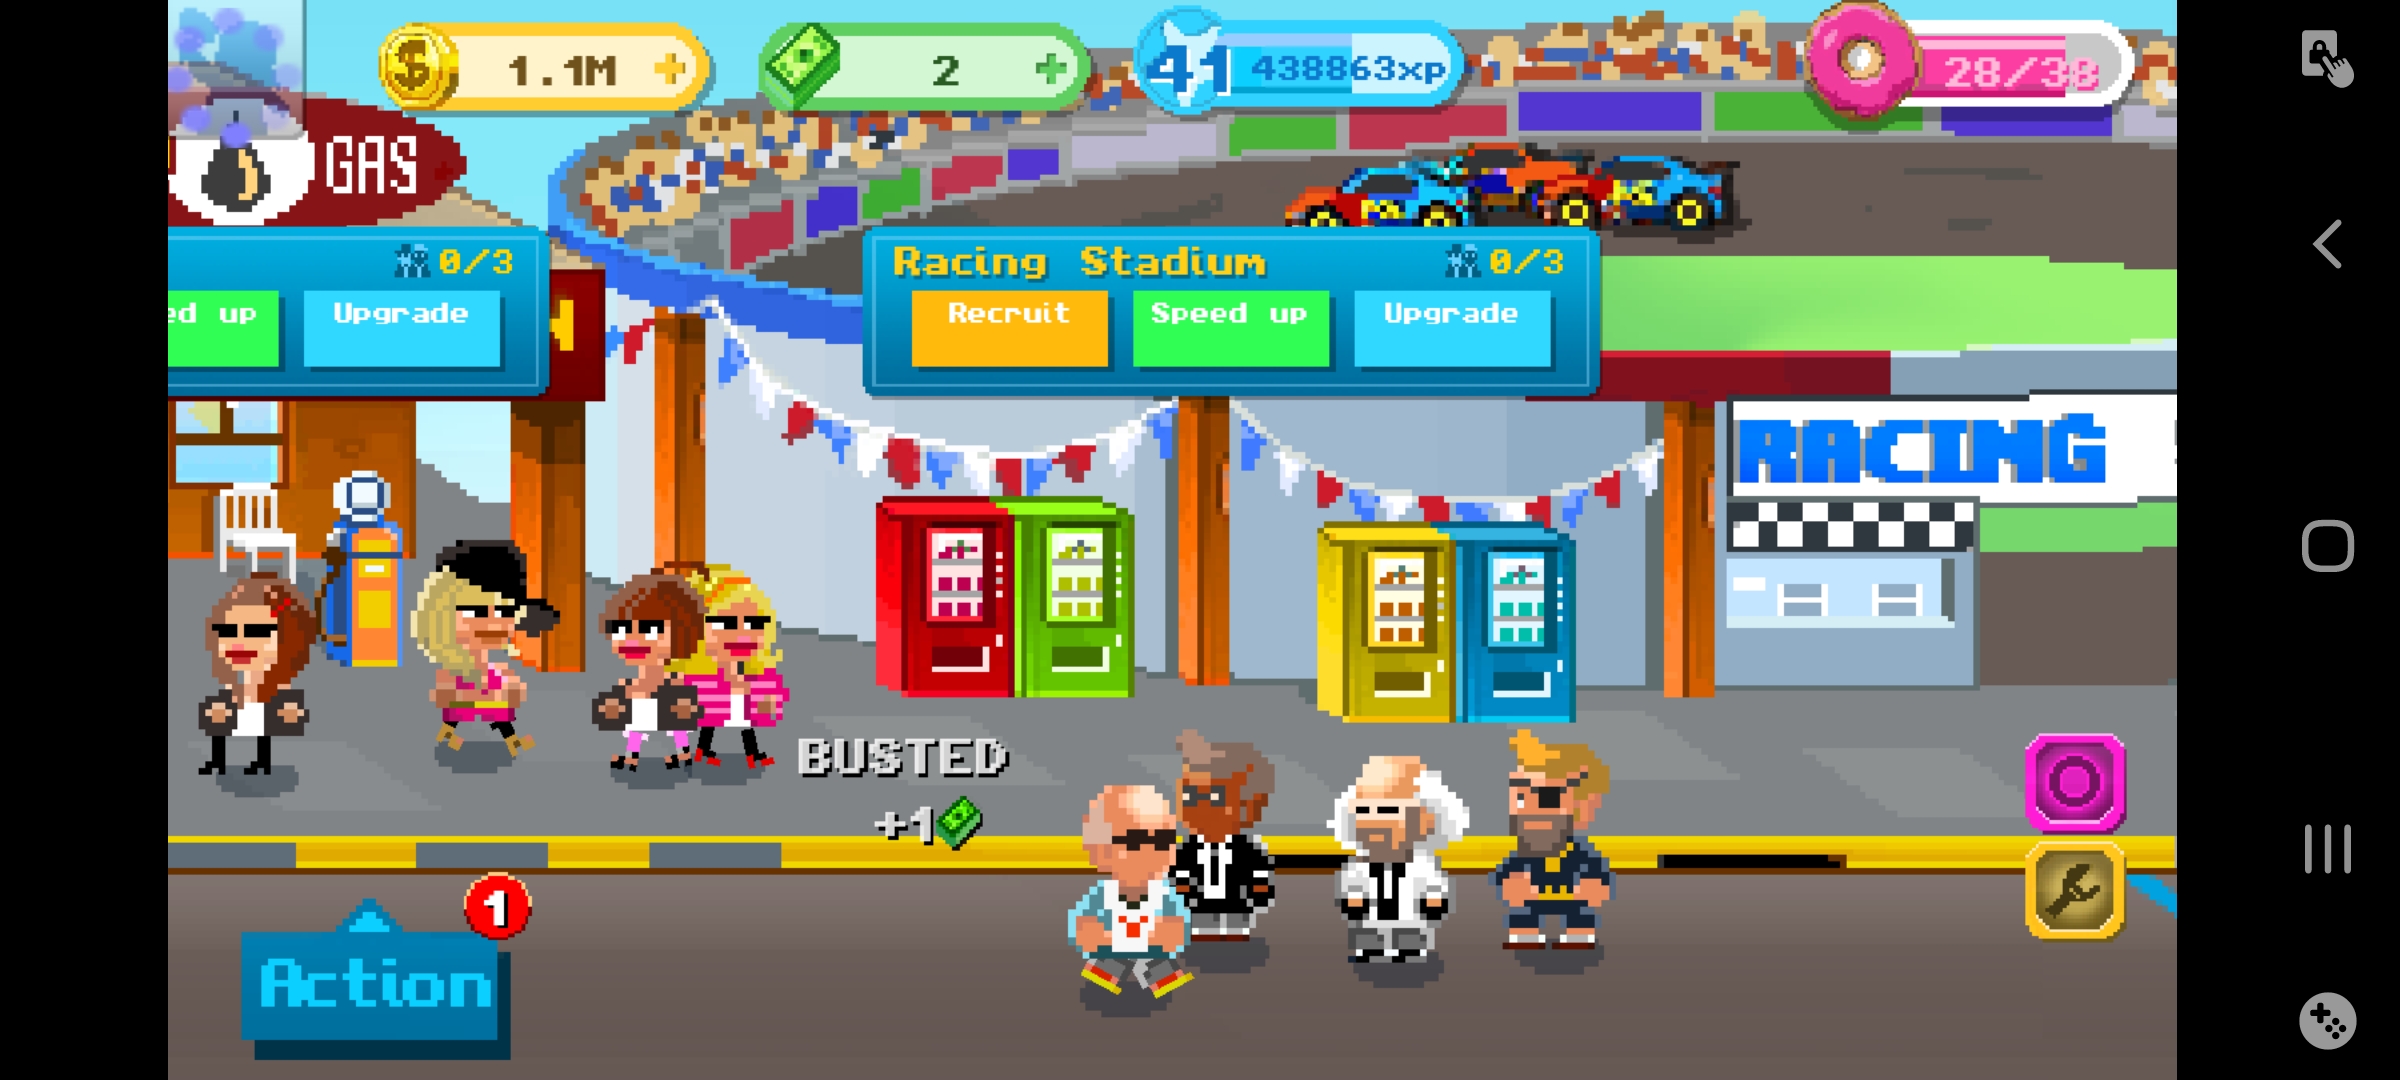 1.1M
2
41
438863xp
28/30
GAS
0/3
ed up
Upgrade
Racing Stadium
0/3
Recruit
Speed up
Upgrade
RACING
BUSTED
+1
1
Action